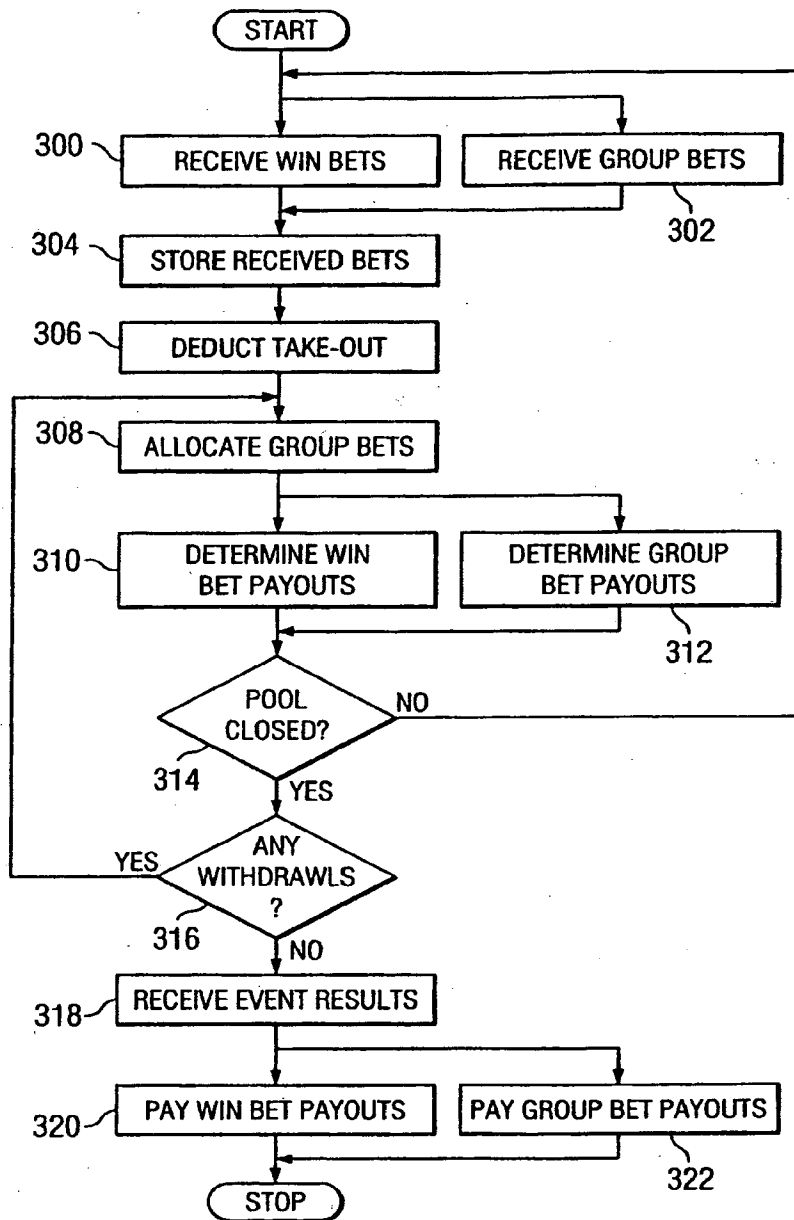 START
300
RECEIVE WIN BETS
RECEIVE GROUP BETS
302
304
STORE RECEIVED BETS
306
DEDUCT TAKE-OUT
308
ALLOCATE GROUP BETS
310
DETERMINE WIN
BET PAYOUTS
DETERMINE GROUP
BET PAYOUTS
312
POOL
CLOSED?
NO
314
YES
ANY
WITHDRAWLS
?
YES
316
NO
318
RECEIVE EVENT RESULTS
320
PAY WIN BET PAYOUTS
PAY GROUP BET PAYOUTS
322
STOP